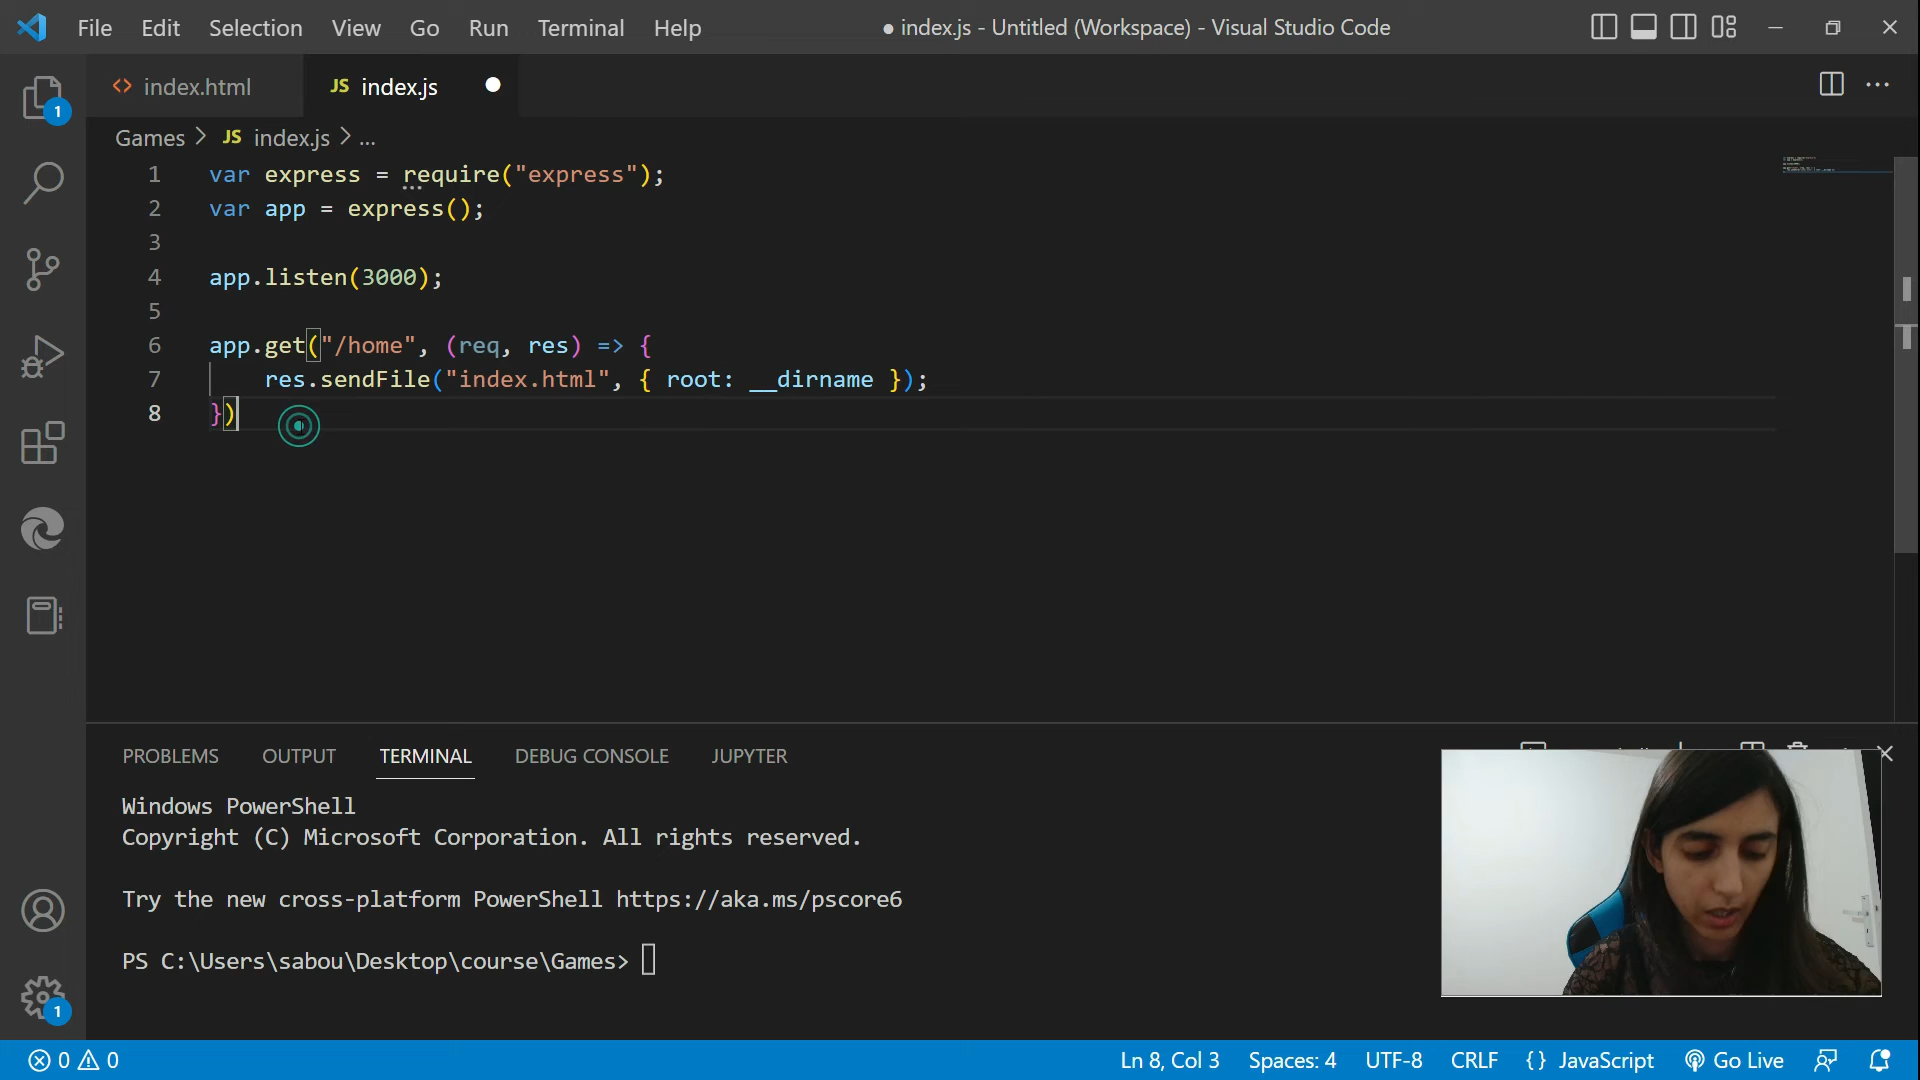 File Edit Selection View Go Run Terminal Help ● index.js - Untitled (Workspace) - Visual Studio Code
index.html JS index.js
1
Games > JS index.js > ...
1 var express = require("express");
2 var app = express();
3
4 app.listen(3000);
5
6 app.get("/home", (req, res) => {
7 res.sendFile("index.html", { root: __dirname });
8 })
PROBLEMS OUTPUT TERMINAL DEBUG CONSOLE JUPYTER
Windows PowerShell
Copyright (C) Microsoft Corporation. All rights reserved.
Try the new cross-platform PowerShell https://aka.ms/pscore6
PS C:\Users\sabou\Desktop\course\Games>
1
0 0 Ln 8, Col 3 Spaces: 4 UTF-8 CRLF {} JavaScript Go Live